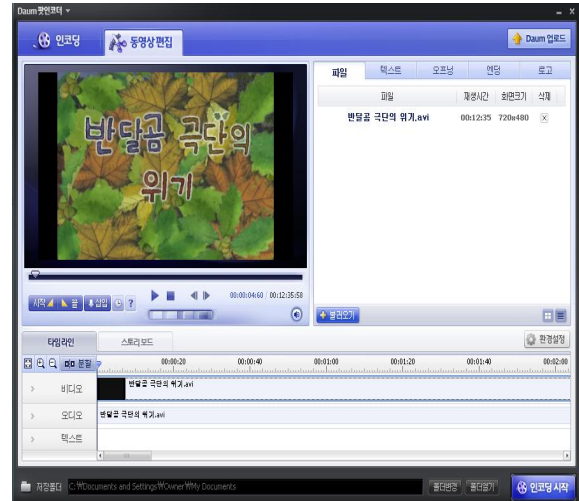 Daum 팟인코더
인코딩
동영상 편집
Daum 업로드
반달곰 극단의
위기
파일 텍스트 오프닝 엔딩 로고
파일 재생시간 화면크기 삭제
반달곰 극단의 위기.avi 00:12:35 720x480 x
시작 끝 삽입 ?
00:00:04:60 / 00:12:35:58
불러오기
타임라인 스토리보드 환경설정
분할 00:00:20 00:00:40 00:01:00 00:01:20 00:01:40 00:02:00
비디오 반달곰 극단의 위기.avi
오디오 반달곰 극단의 위기.avi
텍스트
저장폴더 C:\Documents and Settings\Owner\My Documents 폴더변경 폴더열기 인코딩 시작